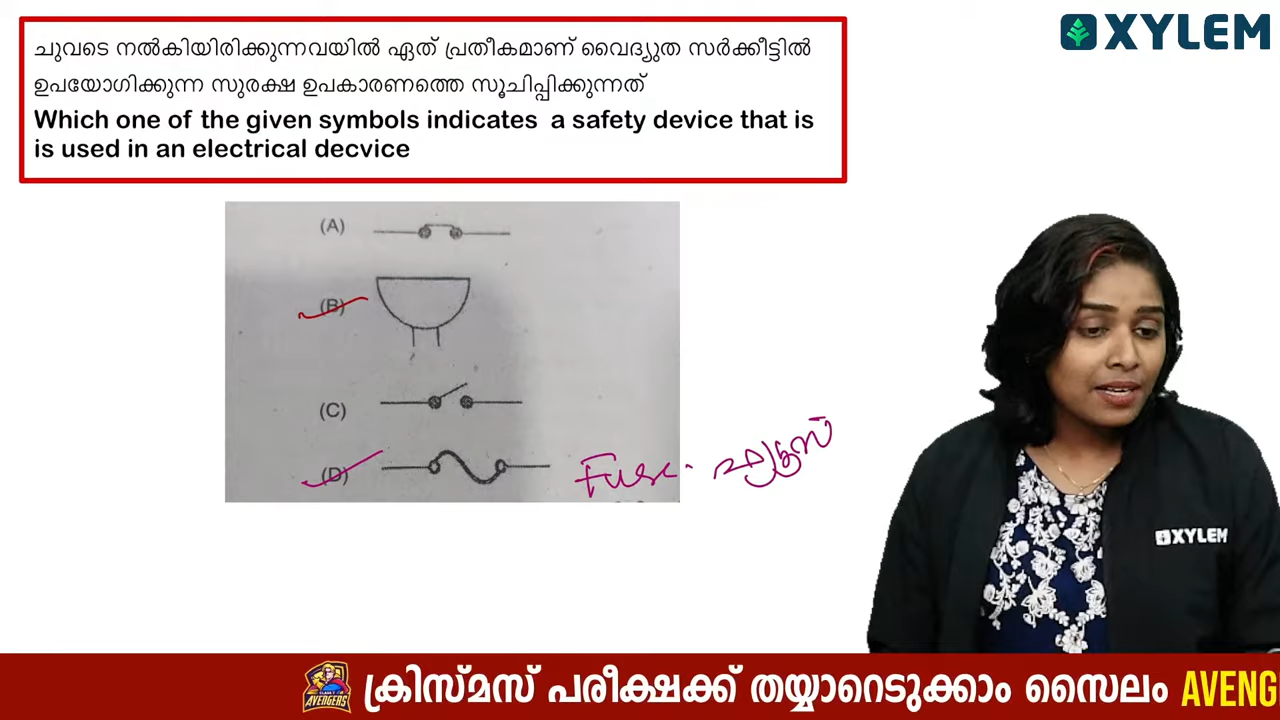 ചുവടെ നൽകിയിരിക്കുന്നവയിൽ ഏത് പ്രതീകമാണ് വൈദ്യുത സർക്കീട്ടിൽ
ഉപയോഗിക്കുന്ന സുരക്ഷ ഉപകാരണത്തെ സൂചിപ്പിക്കുന്നത്
Which one of the given symbols indicates a safety device that is
is used in an electrical decvice
XYLEM
(A)
(B)
(C)
(D)
Fuse. ഫ്യൂസ്
XYLEM
CLASS 7
AVENGERS
ക്രിസ്മസ് പരീക്ഷക്ക് തയ്യാറെടുക്കാം സൈലം AVENG